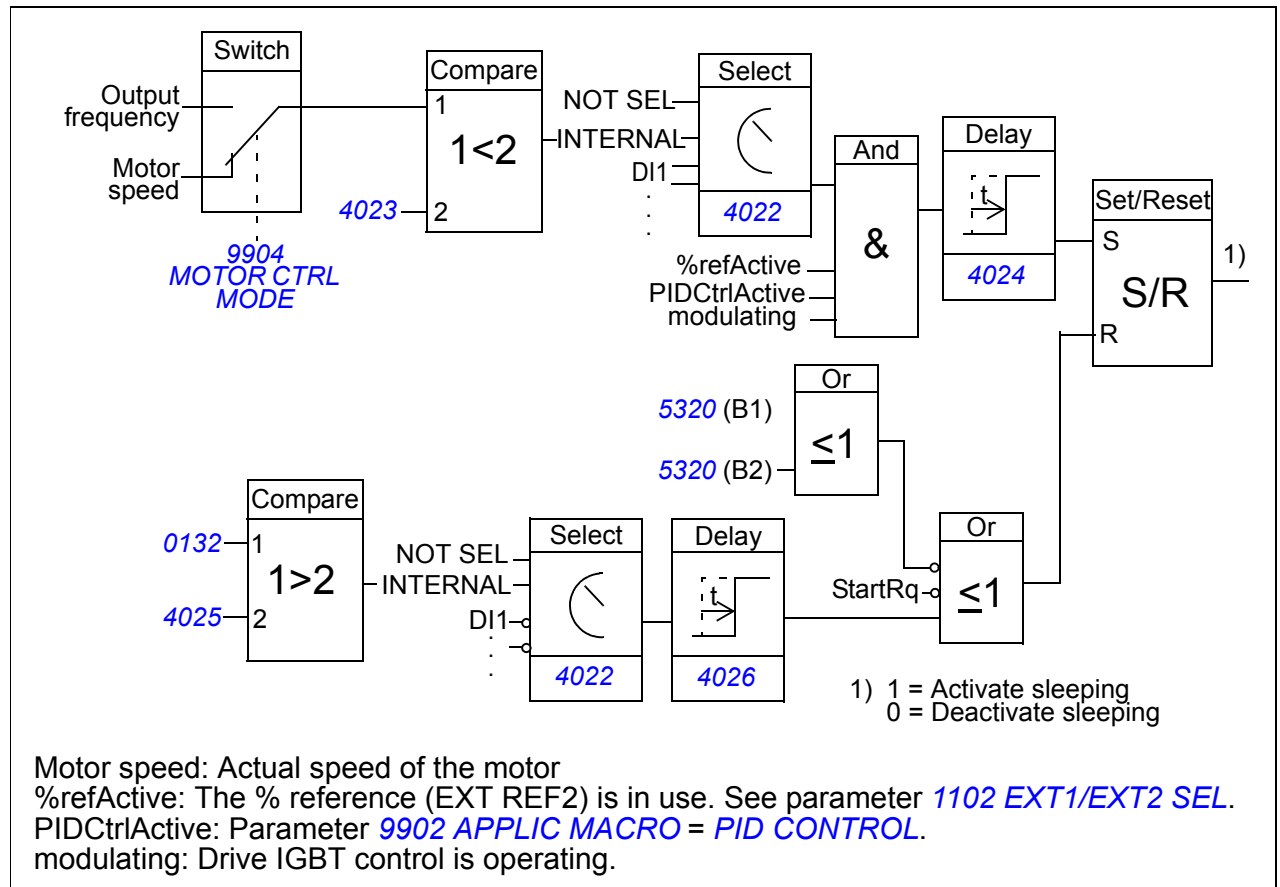 Switch
Output
frequency
Motor
speed
9904
MOTOR CTRL
MODE
Compare
1
1<2
4023
2
Select
NOT SEL
INTERNAL
DI1
.
.
.
4022
And
&
%refActive
PIDCtrlActive
modulating
Delay
t
4024
Set/Reset
S
S/R
R
1)
Or
5320 (B1)
≤1
5320 (B2)
Compare
0132
1
1>2
4025
2
Select
NOT SEL
INTERNAL
DI1
.
.
.
4022
Delay
t
4026
Or
StartRq
≤1
1) 1 = Activate sleeping
0 = Deactivate sleeping
Motor speed: Actual speed of the motor
%refActive: The % reference (EXT REF2) is in use. See parameter 1102 EXT1/EXT2 SEL.
PIDCtrlActive: Parameter 9902 APPLIC MACRO = PID CONTROL.
modulating: Drive IGBT control is operating.